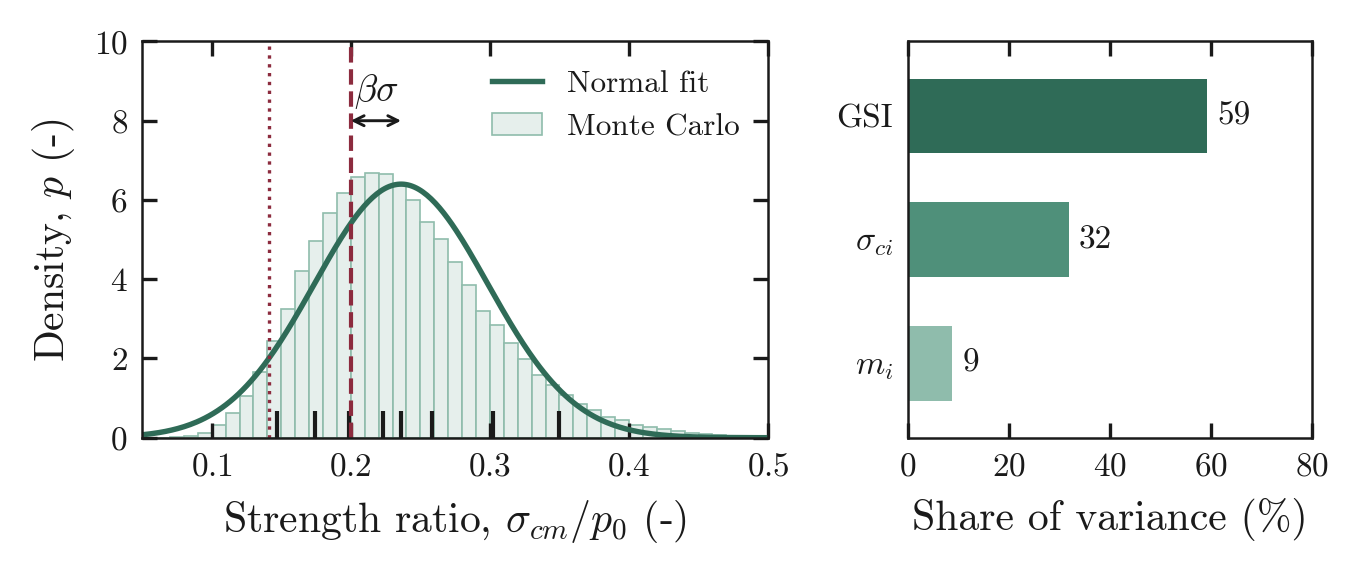 10
8
6
4
2
0
Density, p (-)
βσ
Normal fit
Monte Carlo
0.1 0.2 0.3 0.4 0.5
Strength ratio, σcm/p0 (-)
GSI
59
σci
32
mi
9
0 20 40 60 80
Share of variance (%)